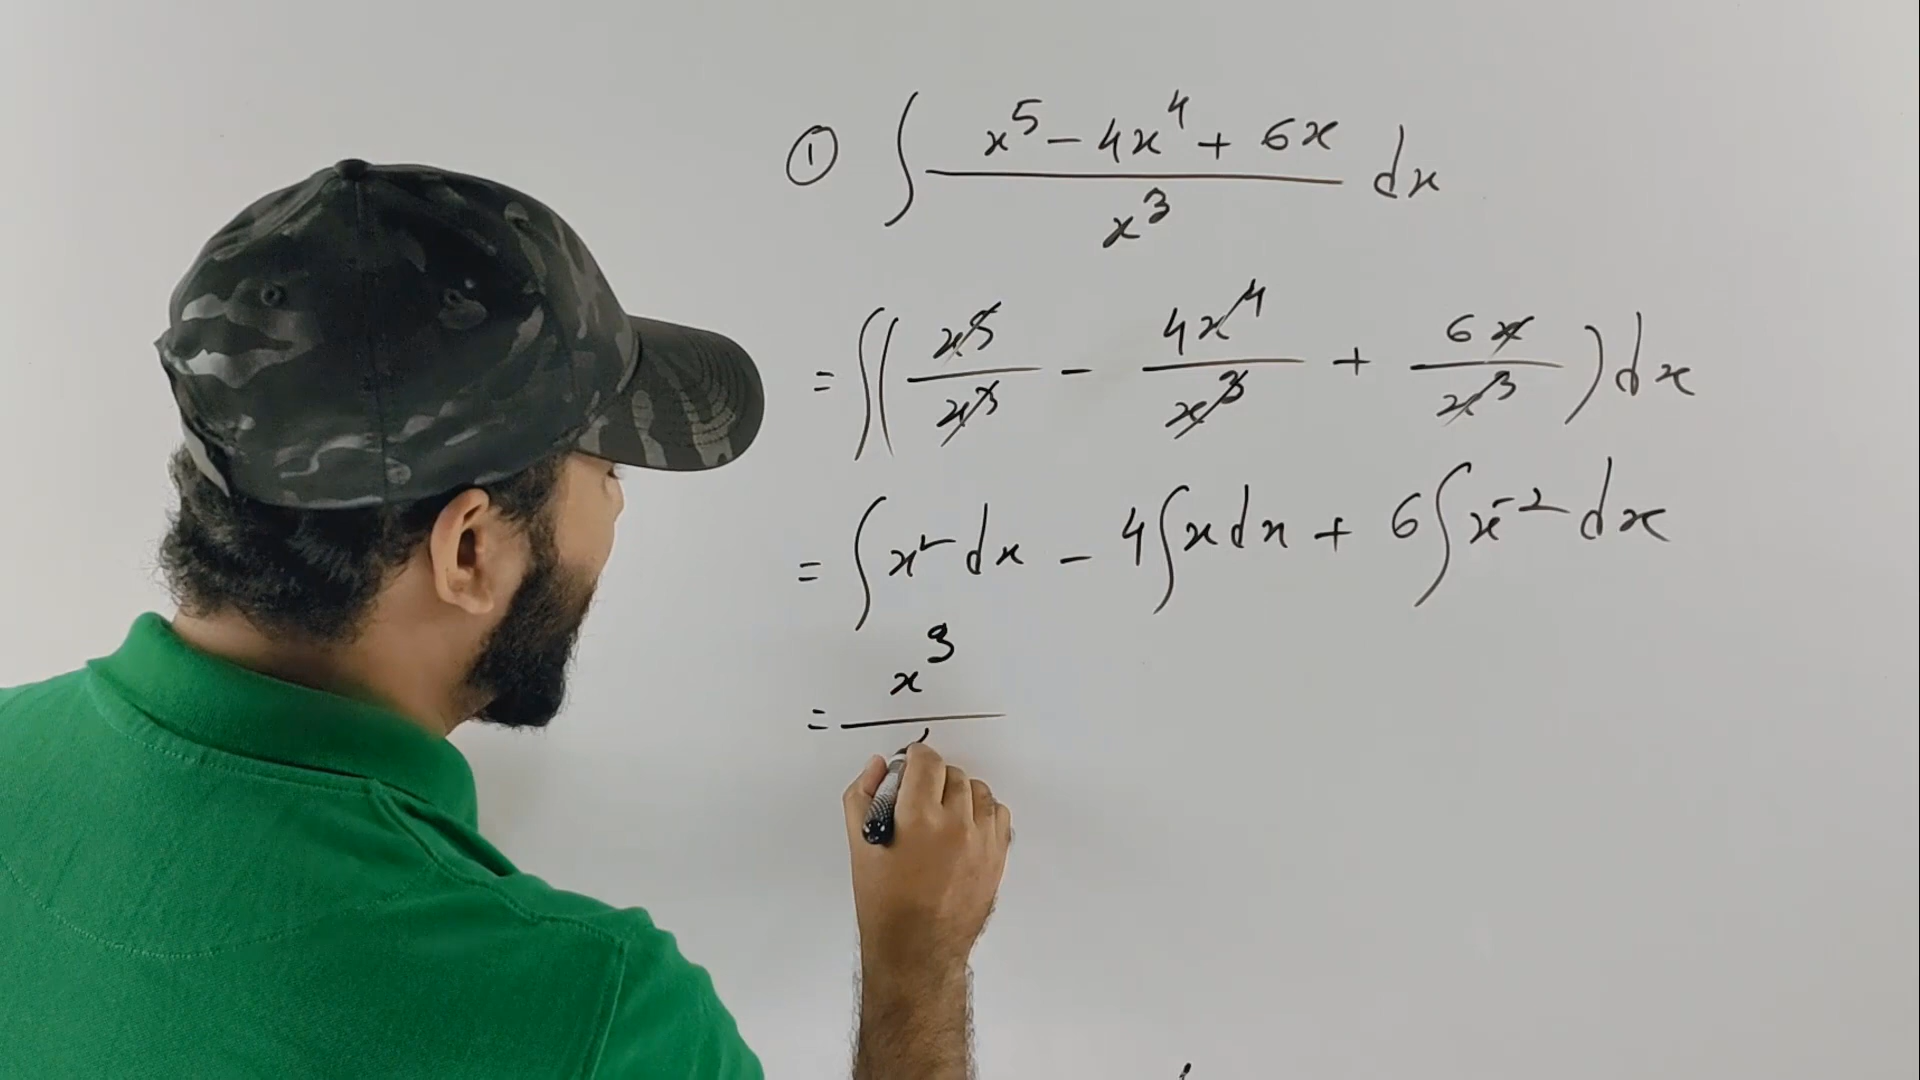 ① ∫ (x⁵ - 4x⁴ + 6x)/x³ dx
= ∫(x⁵/x³ - 4x⁴/x³ + 6x/x³)dx
= ∫x² dx - 4∫x dx + 6∫x⁻² dx
= x³/